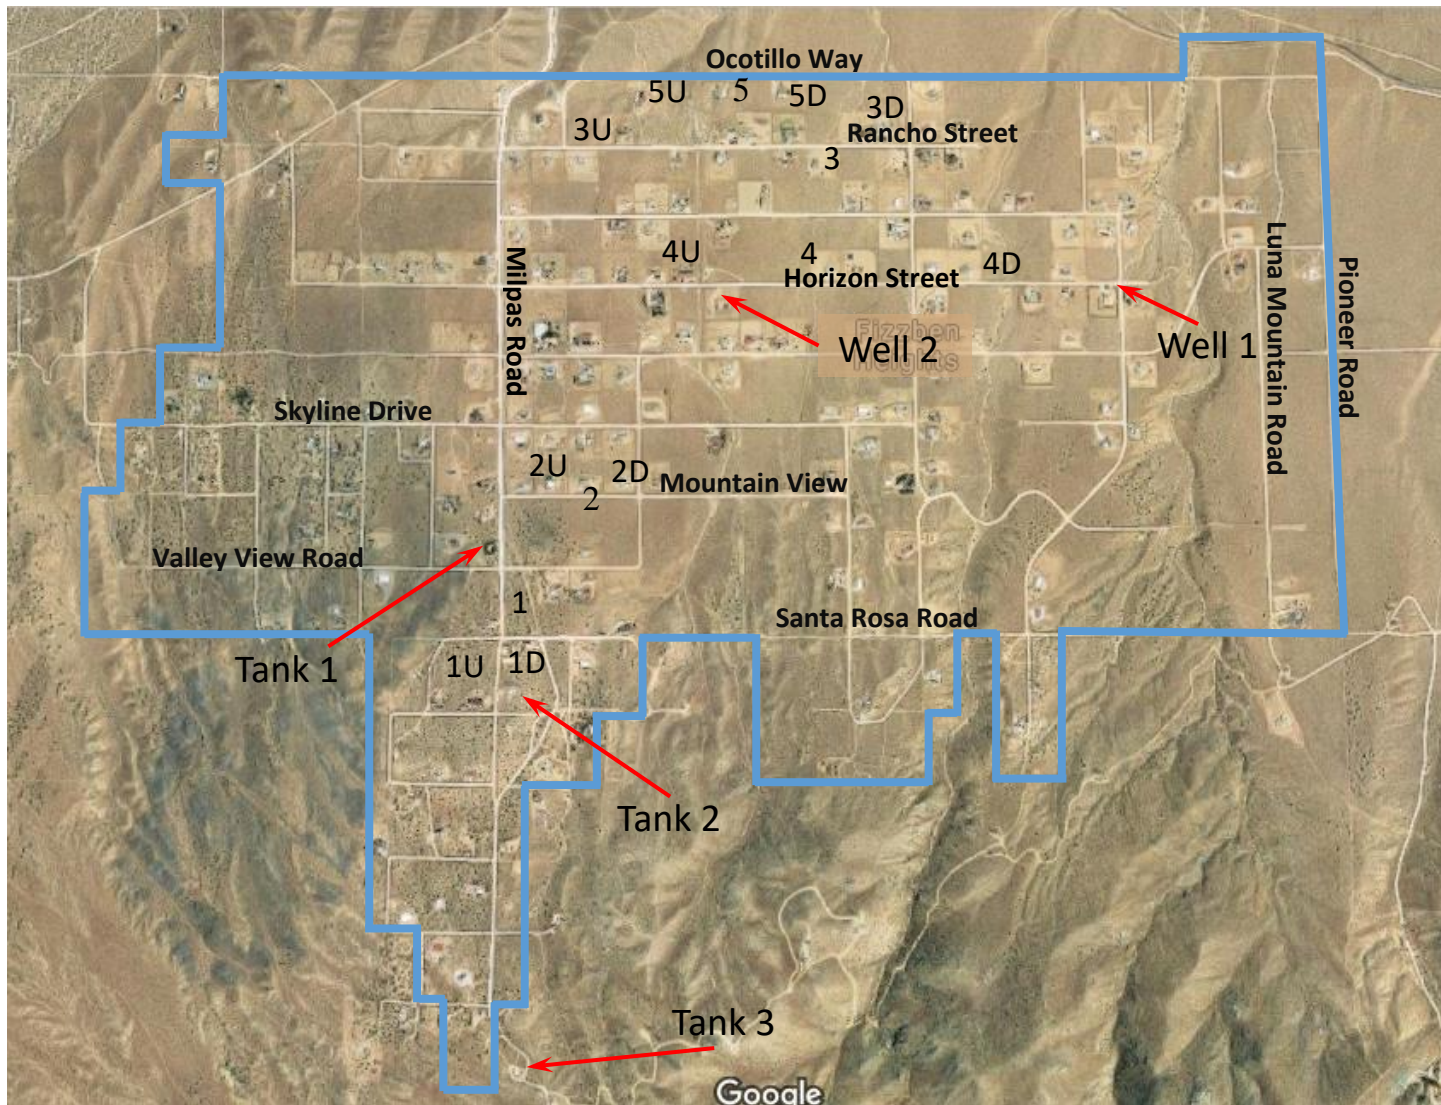 Ocotillo Way
5U
5
5D
3D
3U
Rancho Street
3
Milpas Road
4U
4
4D
Horizon Street
Luna Mountain Road
Pioneer Road
Fizzben
Heights
Well 2
Well 1
Skyline Drive
2U
2D
Mountain View
2
Valley View Road
1
Santa Rosa Road
Tank 1
1U
1D
Tank 2
Tank 3
Google